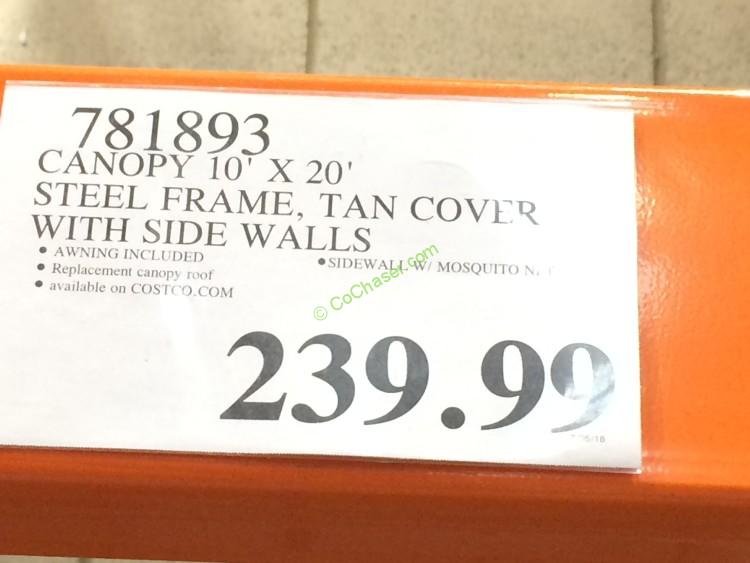 781893
CANOPY 10' X 20'
STEEL FRAME, TAN COVER
WITH SIDE WALLS
• AWNING INCLUDED
• Replacement canopy roof
• available on COSTCO.COM
• SIDEWALL W/ MOSQUITO
© CoChaser.com
239.99